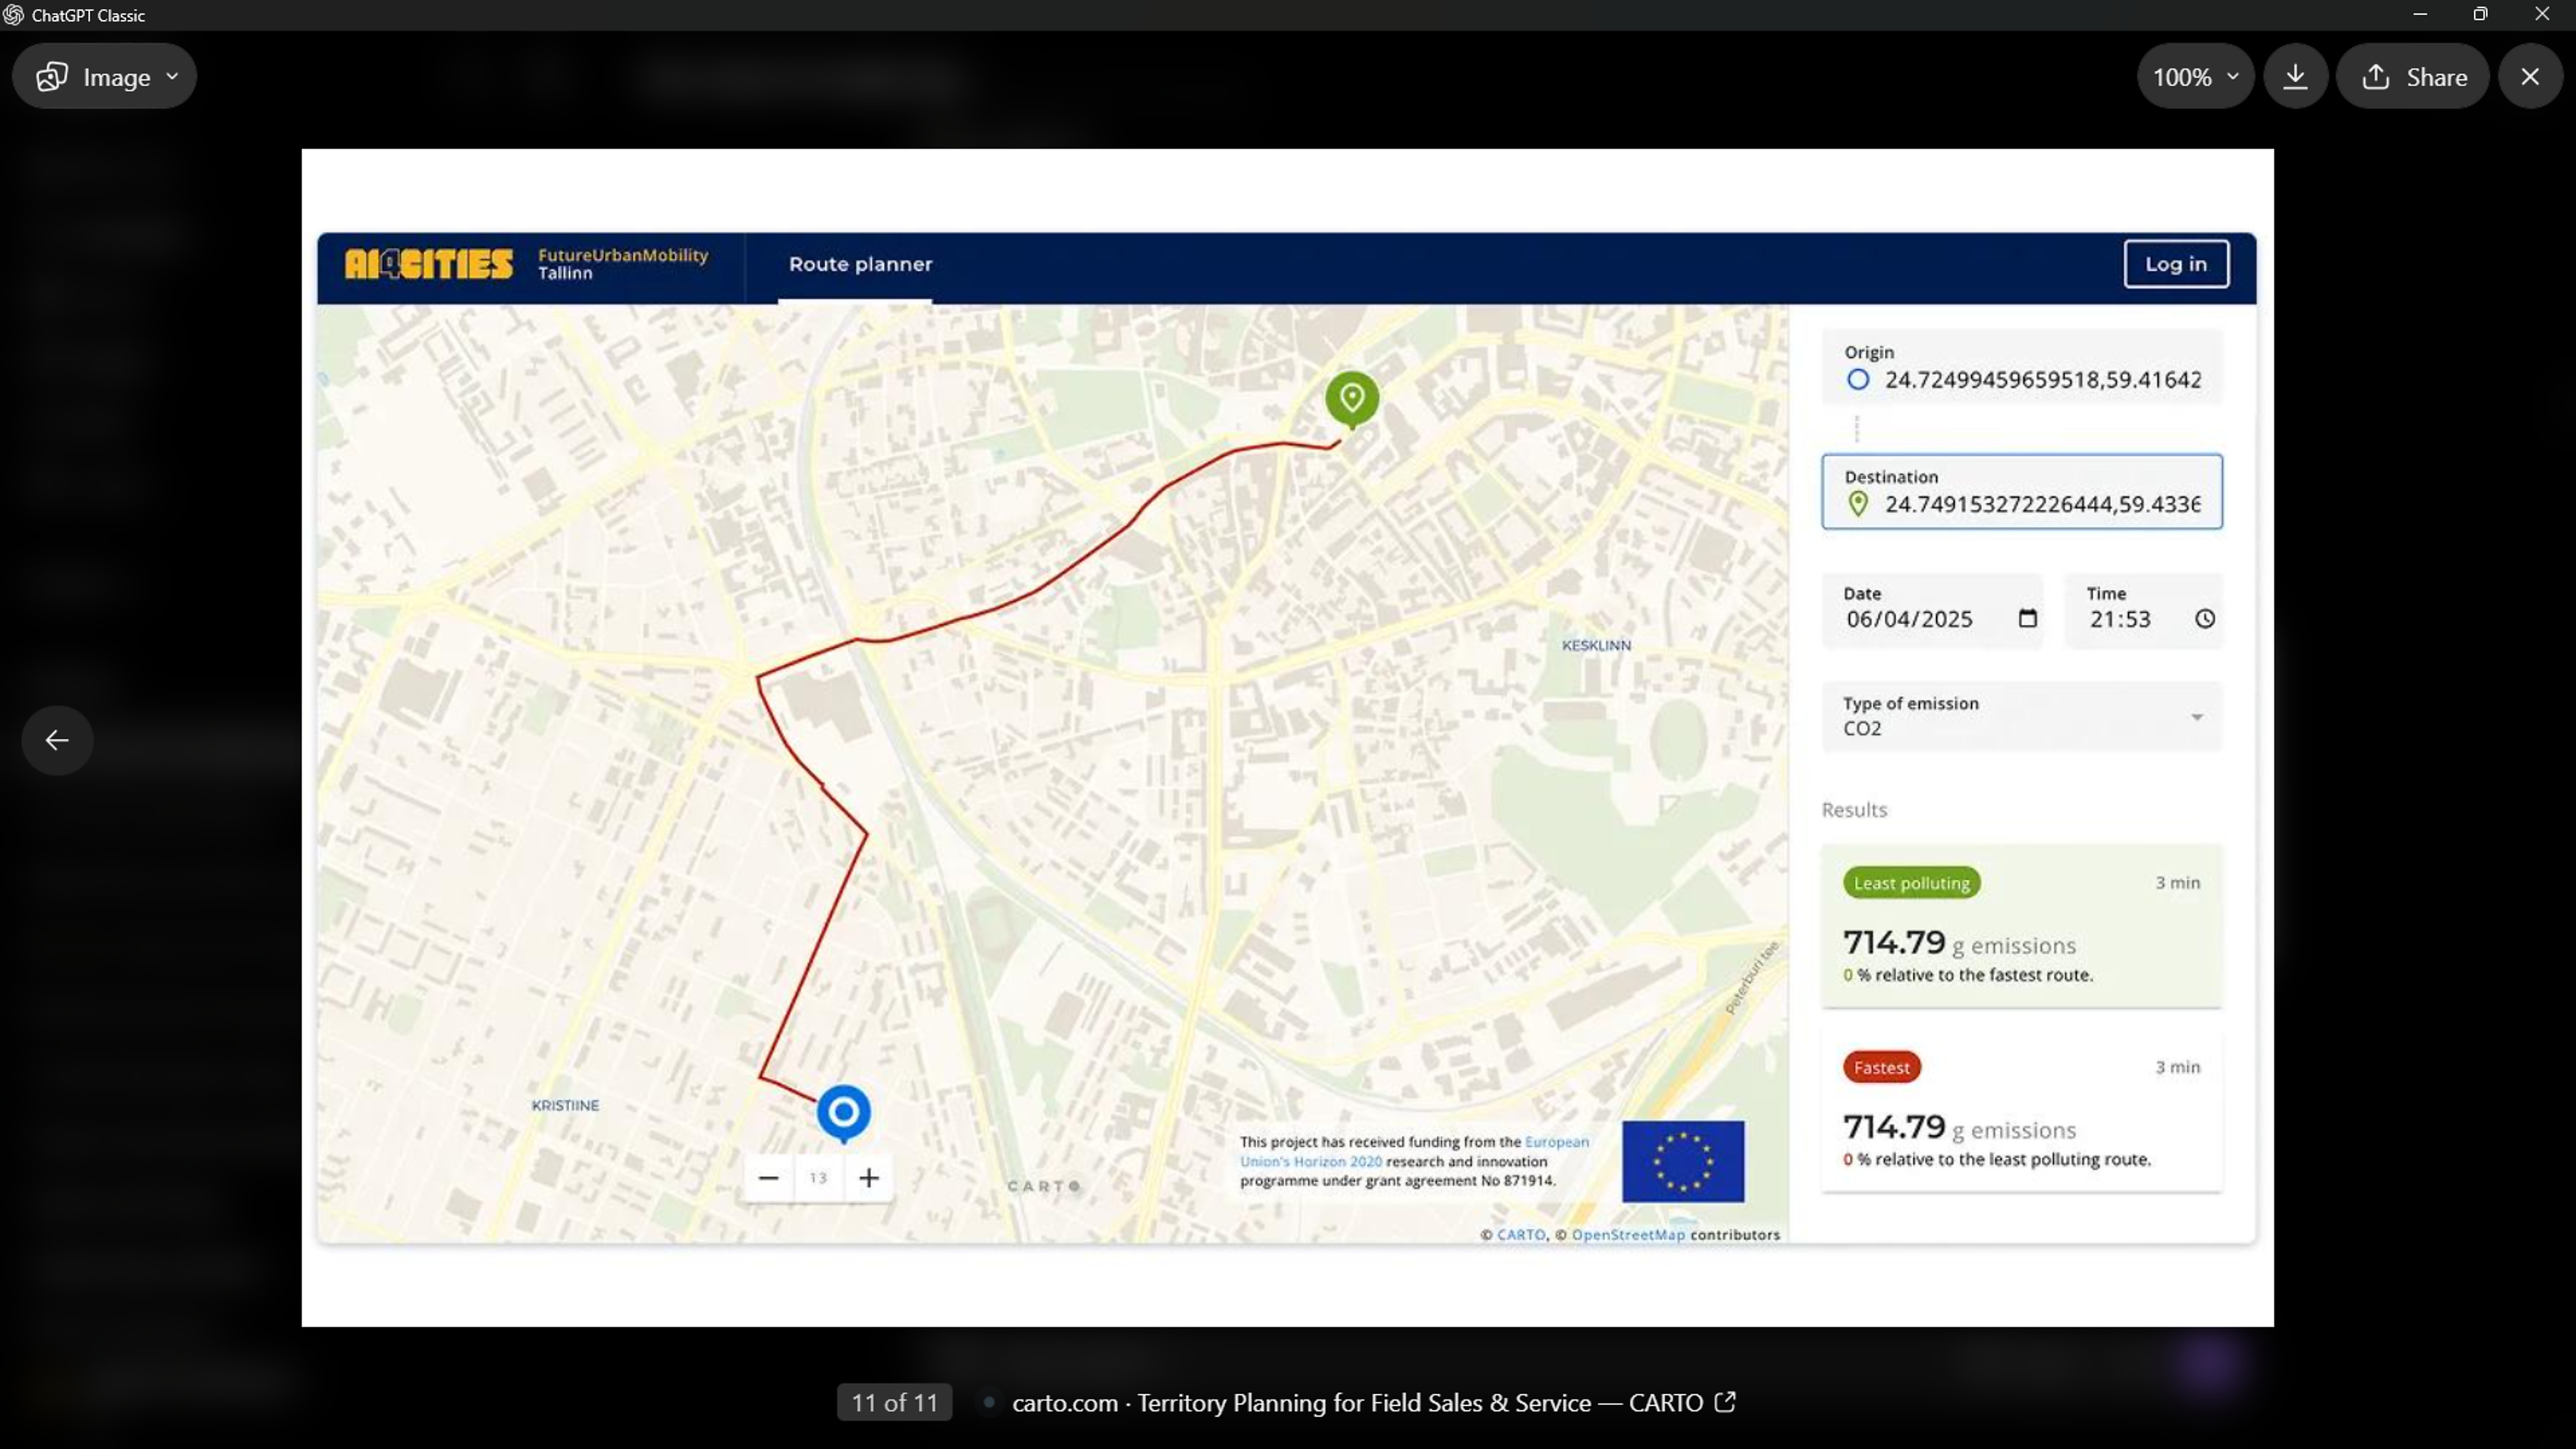 ChatGPT Classic
Image
100%
Share
AI4CITIES
FutureUrbanMobility
Tallinn
Route planner
Log in
Origin
24.72499459659518,59.41642
Destination
24.749153272226444,59.4336
Date
06/04/2025
Time
21:53
Type of emission
CO2
Results
Least polluting
3 min
714.79 g emissions
0 % relative to the fastest route.
Fastest
3 min
714.79 g emissions
0 % relative to the least polluting route.
KESKLINN
Peterburi tee
KRISTIINE
13
CARTO
This project has received funding from the European
Union's Horizon 2020 research and innovation
programme under grant agreement No 871914.
© CARTO, © OpenStreetMap contributors
11 of 11
carto.com · Territory Planning for Field Sales & Service — CARTO